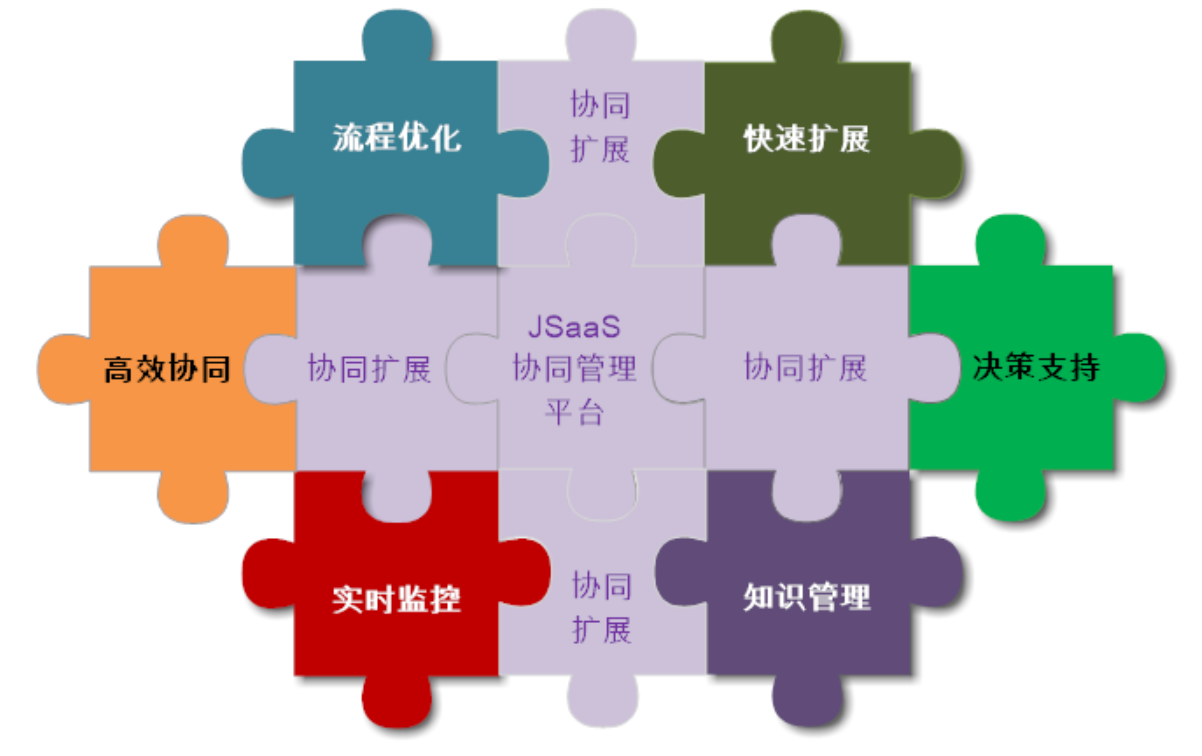 流程优化
协同
扩展
快速扩展
高效协同
协同扩展
JSaaS
协同管理
平台
协同扩展
决策支持
实时监控
协同
扩展
知识管理